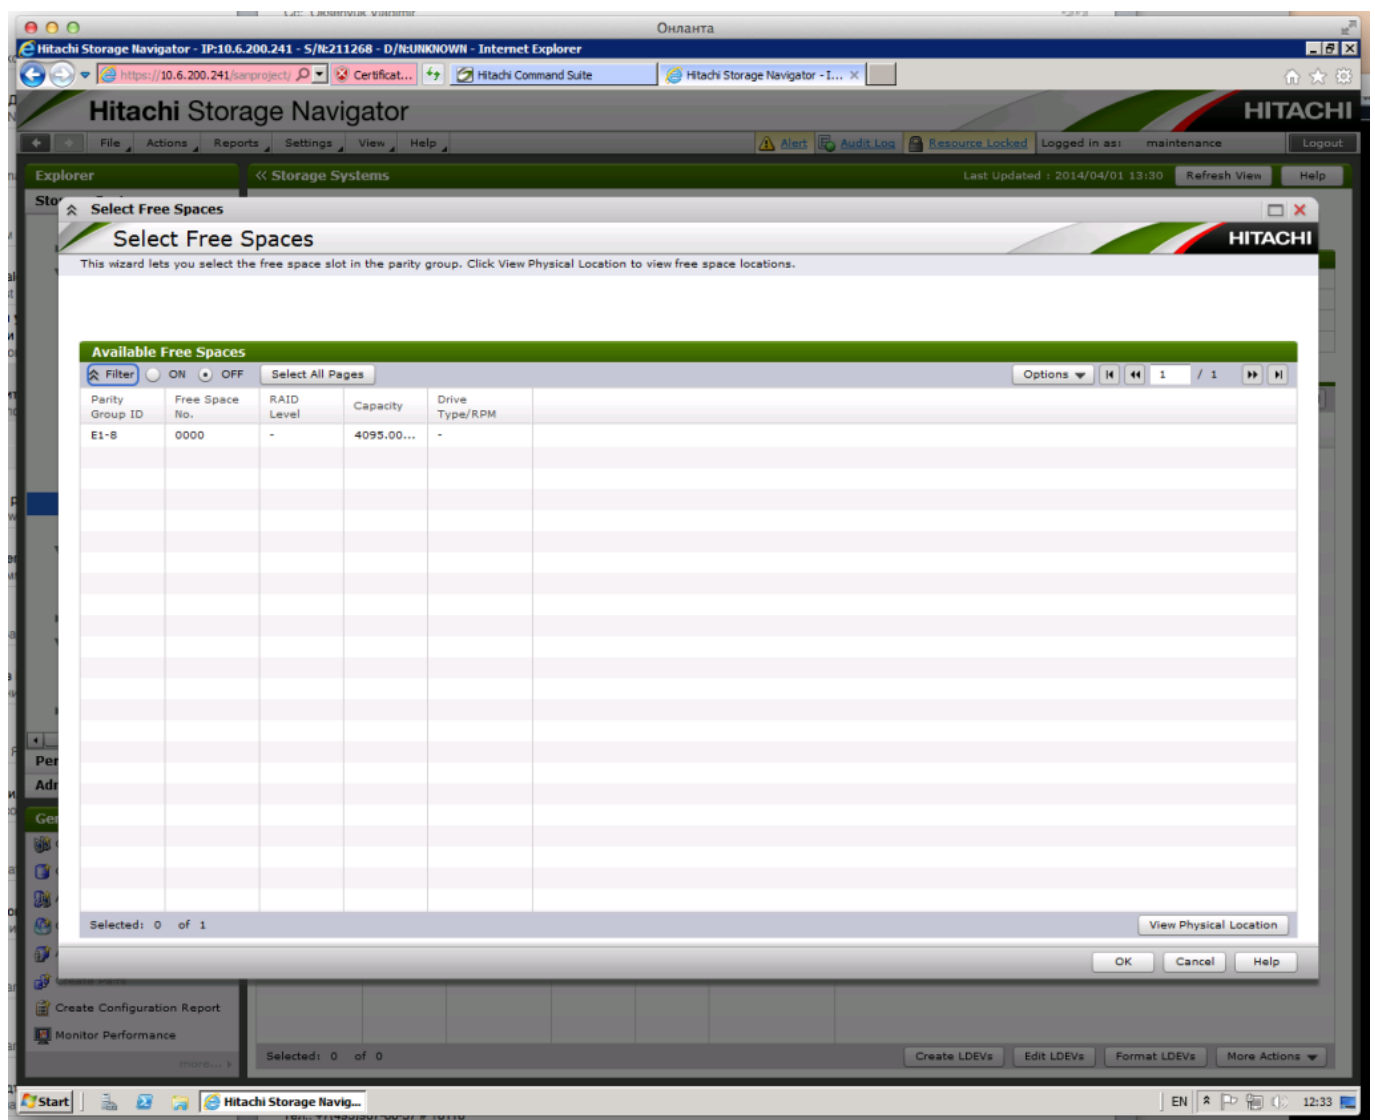 Cc: Oksenyuk Vladimir
Онланта
Hitachi Storage Navigator - IP:10.6.200.241 - S/N:211268 - D/N:UNKNOWN - Internet Explorer
https://10.6.200.241/sanproject/ Certificat... Hitachi Command Suite Hitachi Storage Navigator - I...
Hitachi Storage Navigator HITACHI
File Actions Reports Settings View Help Alert Audit Log Resource Locked Logged in as: maintenance Logout
Explorer << Storage Systems Last Updated : 2014/04/01 13:30 Refresh View Help
Select Free Spaces
Select Free Spaces HITACHI
This wizard lets you select the free space slot in the parity group. Click View Physical Location to view free space locations.
Available Free Spaces
Filter ON OFF Select All Pages Options 1 / 1
Parity Group ID Free Space No. RAID Level Capacity Drive Type/RPM
E1-8 0000 - 4095.00... -
Selected: 0 of 1 View Physical Location
OK Cancel Help
Create Pairs
Create Configuration Report
Monitor Performance
more...
Selected: 0 of 0 Create LDEVs Edit LDEVs Format LDEVs More Actions
Start Hitachi Storage Navig... EN 12:33